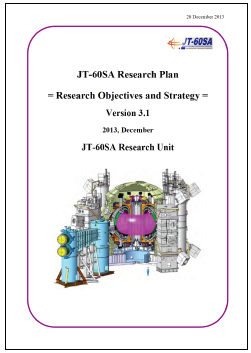 20 December 2013
JT-60SA
JT-60SA Research Plan
= Research Objectives and Strategy =
Version 3.1
2013, December
JT-60SA Research Unit